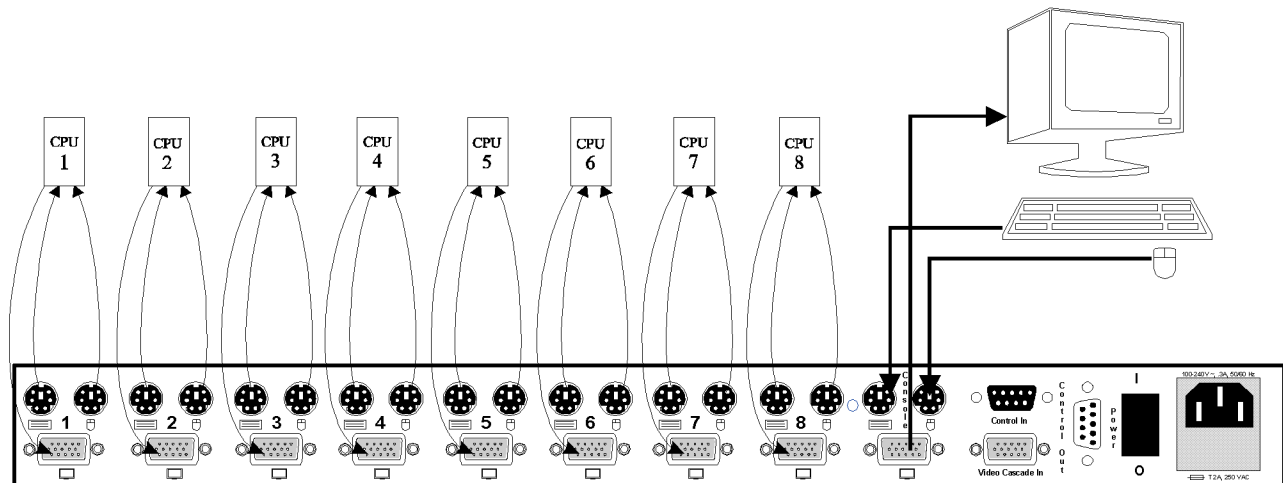 CPU
1
CPU
2
CPU
3
CPU
4
CPU
5
CPU
6
CPU
7
CPU
8
1
2
3
4
5
6
7
8
Console
Control In
Video Cascade In
Control Out
Power
I
O
100-240V~, .3A, 50/60 Hz
T2A, 250 VAC